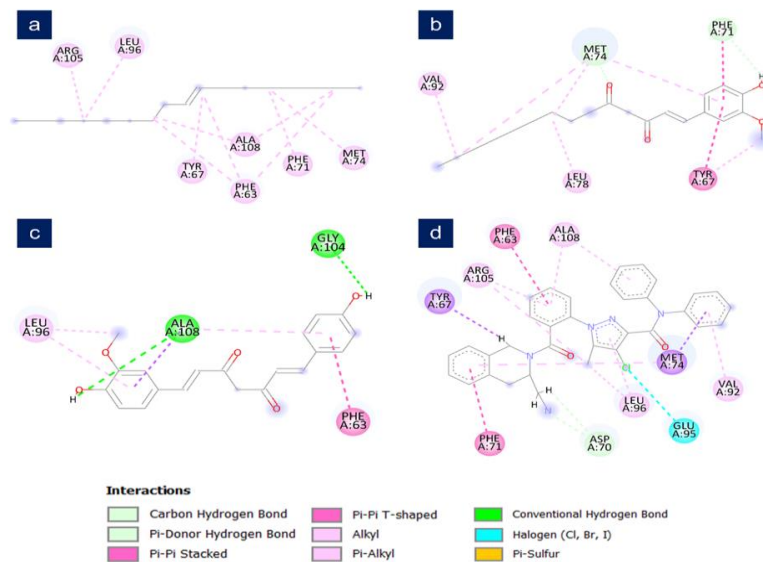 a
ARG
A:105
LEU
A:96
ALA
A:108
TYR
A:67
PHE
A:63
PHE
A:71
MET
A:74
b
MET
A:74
PHE
A:71
VAL
A:92
LEU
A:78
TYR
A:67
O
O
O
H
O
c
GLY
A:104
LEU
A:96
ALA
A:108
PHE
A:63
O
H
O
O
H
O
O
d
PHE
A:63
ALA
A:108
ARG
A:105
TYR
A:67
MET
A:74
VAL
A:92
LEU
A:96
GLU
A:95
PHE
A:71
ASP
A:70
H
N
O
N
N
N
O
Cl
H
H
N
Interactions
Carbon Hydrogen Bond
Pi-Donor Hydrogen Bond
Pi-Pi Stacked
Pi-Pi T-shaped
Alkyl
Pi-Alkyl
Conventional Hydrogen Bond
Halogen (Cl, Br, I)
Pi-Sulfur